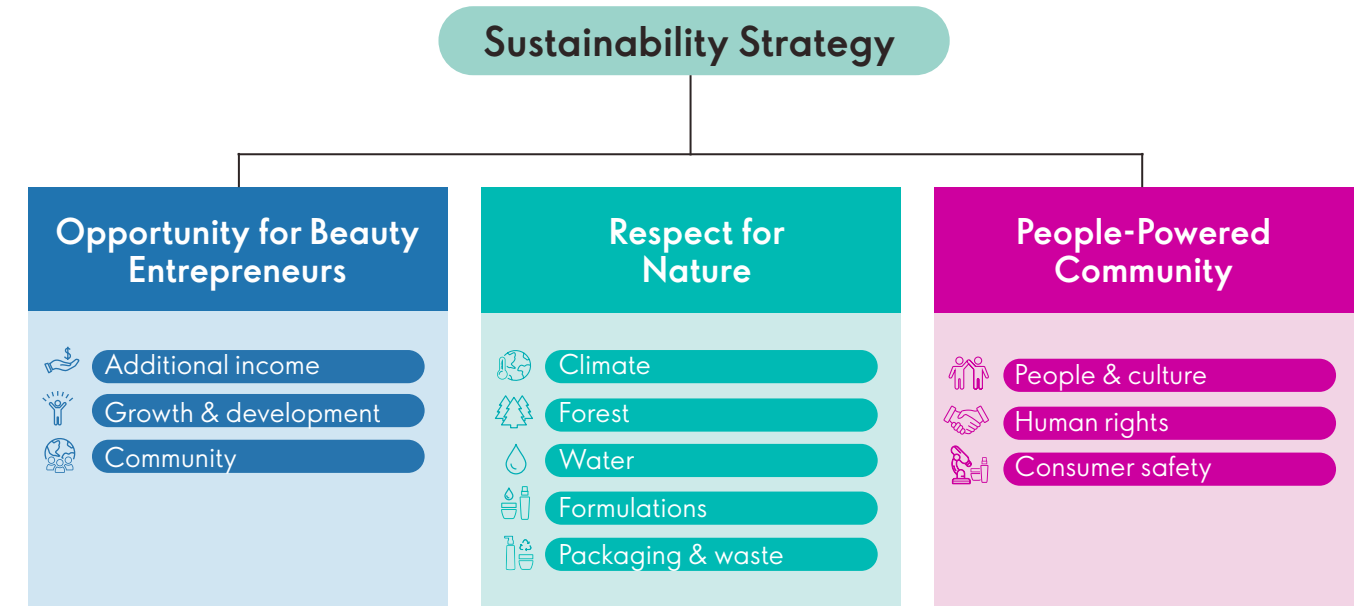 Sustainability Strategy
Opportunity for Beauty
Entrepreneurs
$
Additional income
Growth & development
Community
Respect for
Nature
Climate
Forest
Water
Formulations
Packaging & waste
People-Powered
Community
People & culture
Human rights
Consumer safety